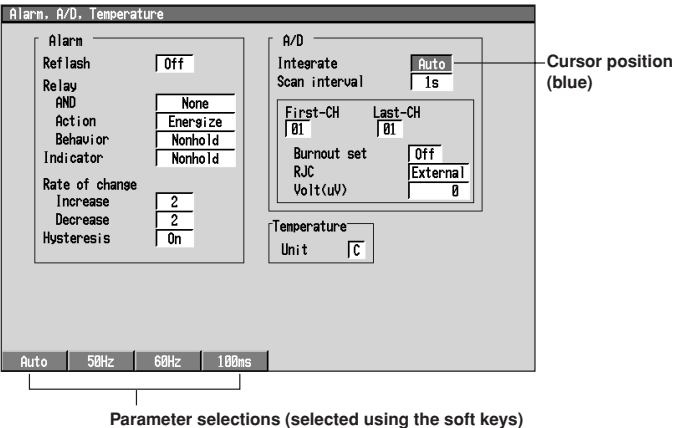 Alarm, A/D, Temperature
Alarm
Reflash Off
Relay
AND None
Action Energize
Behavior Nonhold
Indicator Nonhold
Rate of change
Increase 2
Decrease 2
Hysteresis On
A/D
Integrate Auto
Scan interval 1s
First-CH Last-CH
01 01
Burnout set Off
RJC External
Volt(uV) 0
Temperature
Unit C
Cursor position
(blue)
Auto 50Hz 60Hz 100ms
Parameter selections (selected using the soft keys)